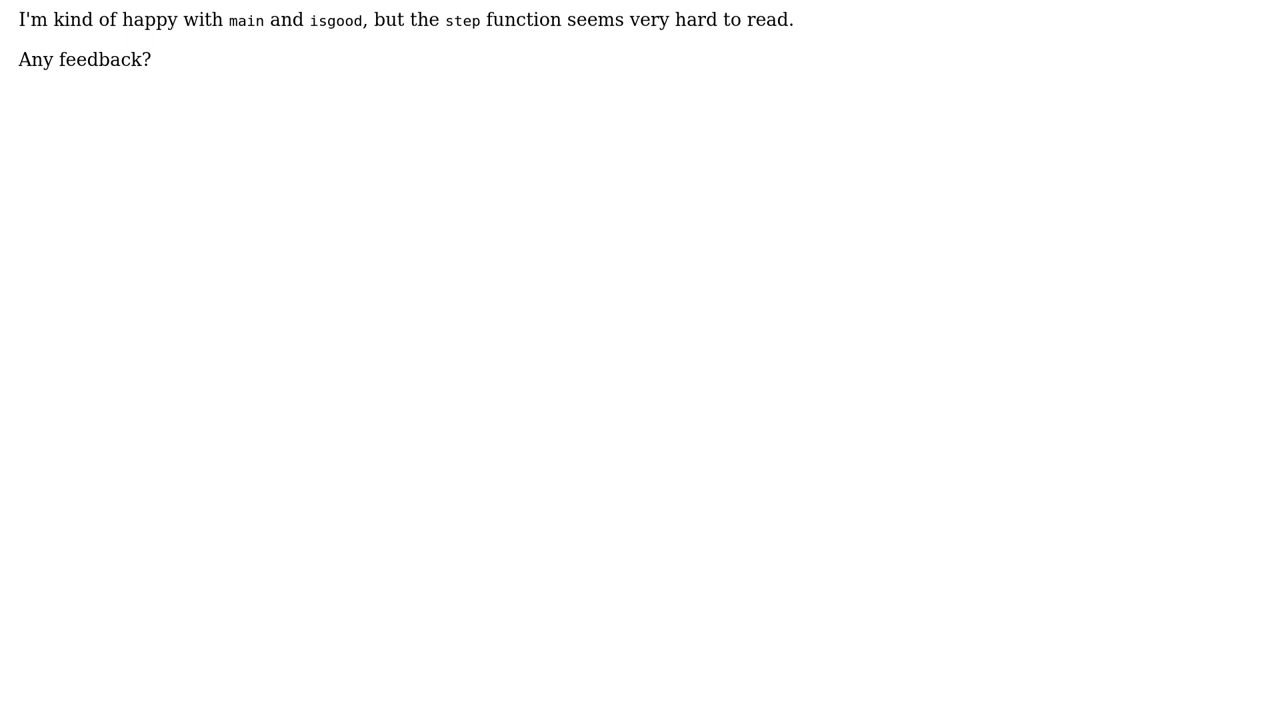 I'm kind of happy with main and isgood, but the step function seems very hard to read.
Any feedback?